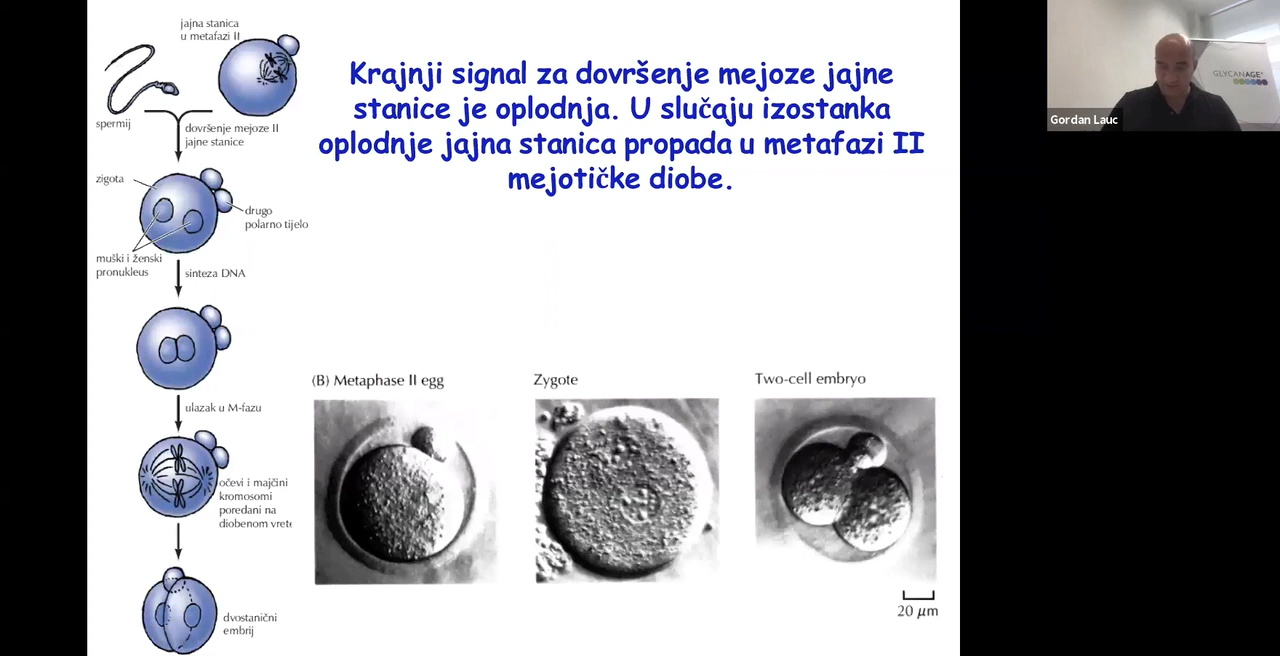 jajna stanica
u metafazi II
spermij
dovršenje mejoze II
jajne stanice
zigota
drugo
polarno tijelo
muški i ženski
pronukleus
sinteza DNA
ulazak u M-fazu
očevi i majčini
kromosomi
poredani na
diobenom vrete
dvostanični
embrij
Krajnji signal za dovršenje mejoze jajne
stanice je oplodnja. U slučaju izostanka
oplodnje jajna stanica propada u metafazi II
mejotičke diobe.
(B) Metaphase II egg
Zygote
Two-cell embryo
20 μm
GLYCANAGE
Gordan Lauc